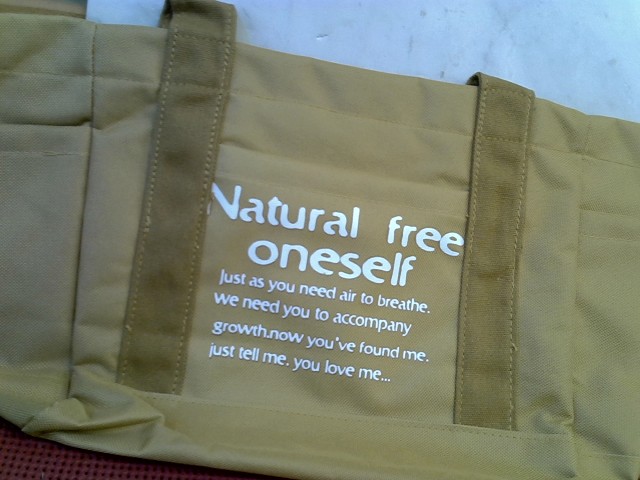 Natural free
oneself
Just as you need air to breathe.
we need you to accompany
growth.now you've found me.
just tell me. you love me...